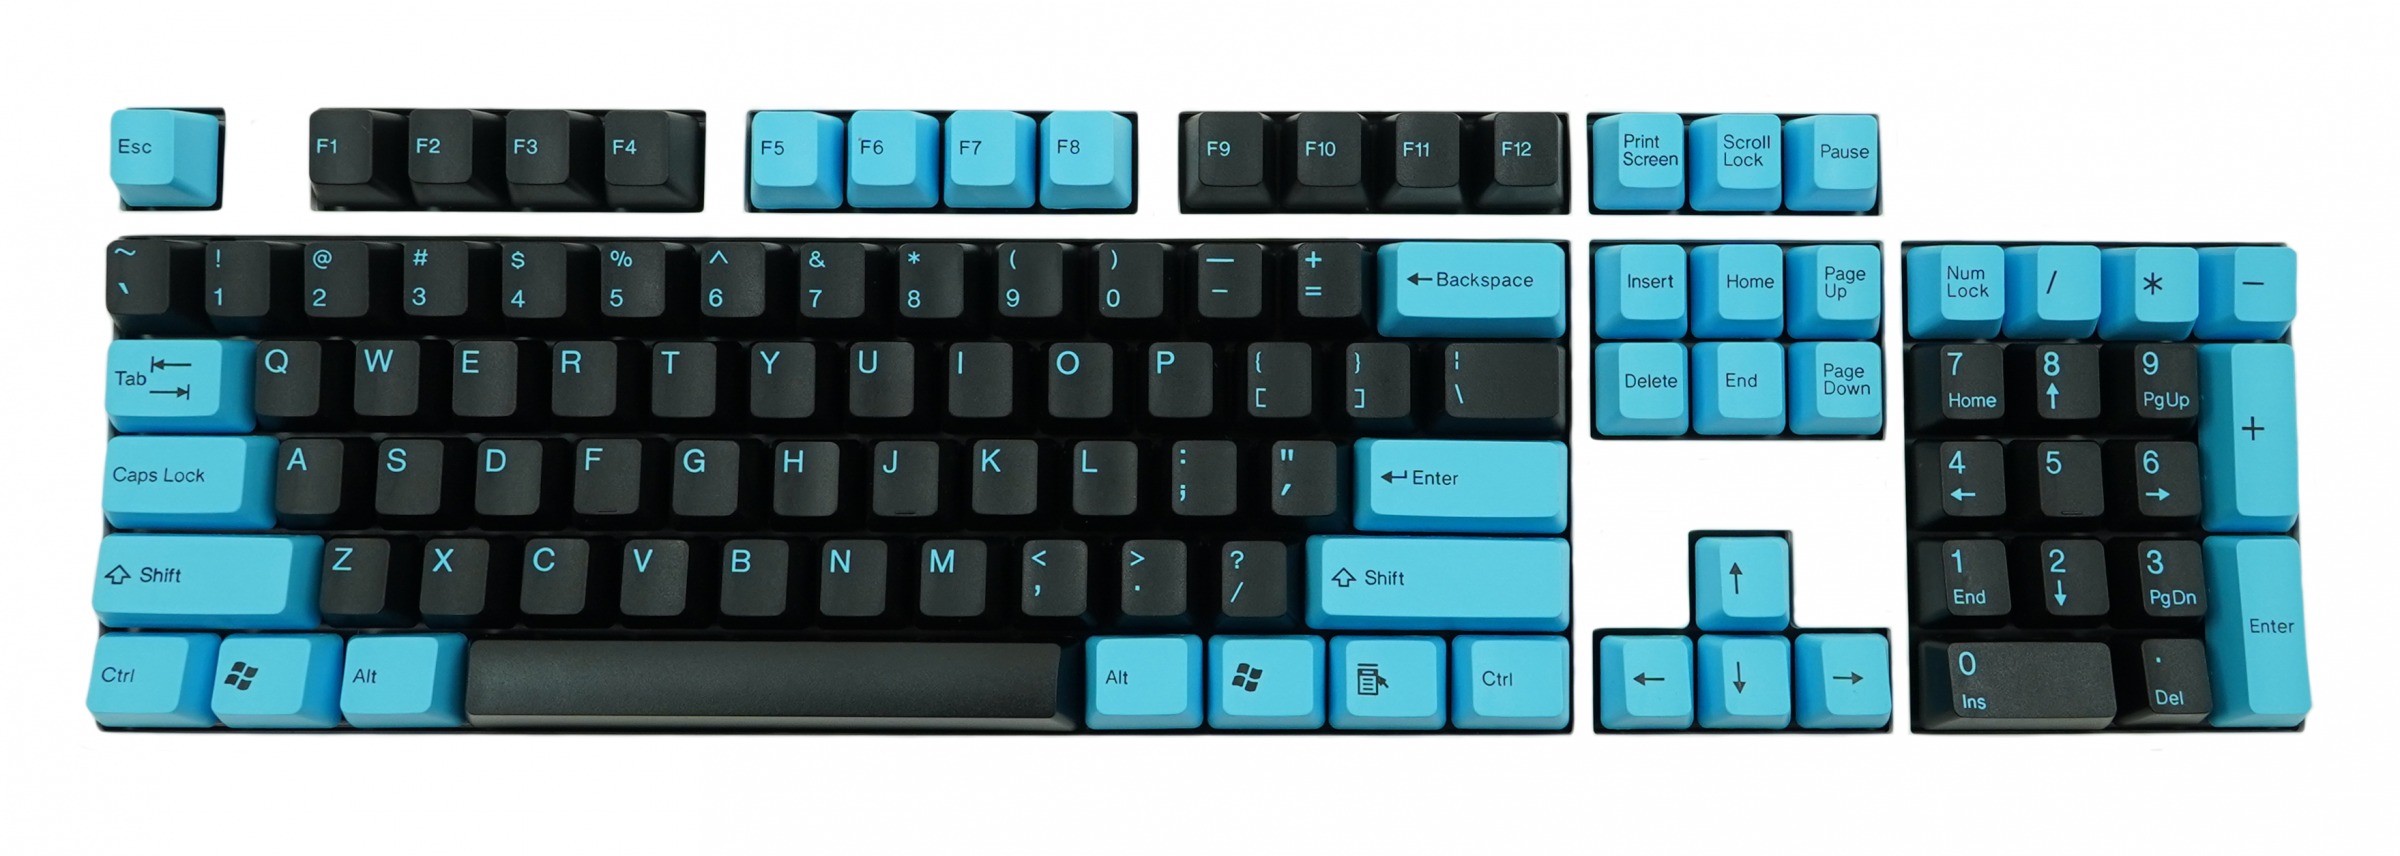 Esc F1 F2 F3 F4 F5 F6 F7 F8 F9 F10 F11 F12 Print Screen Scroll Lock Pause
~ ! @ # $ % ^ & * ( ) — +
` 1 2 3 4 5 6 7 8 9 0 - = ← Backspace Insert Home Page Up Num Lock / * −
Tab Q W E R T Y U I O P { [ } ] ¦ \ Delete End Page Down 7 Home 8 ↑ 9 PgUp +
Caps Lock A S D F G H J K L : ; " ' ↵ Enter 4 ← 5 6 →
⇧ Shift Z X C V B N M < , > . ? / ⇧ Shift ↑ 1 End 2 ↓ 3 PgDn Enter
Ctrl Alt Alt Ctrl ← ↓ → 0 Ins . Del